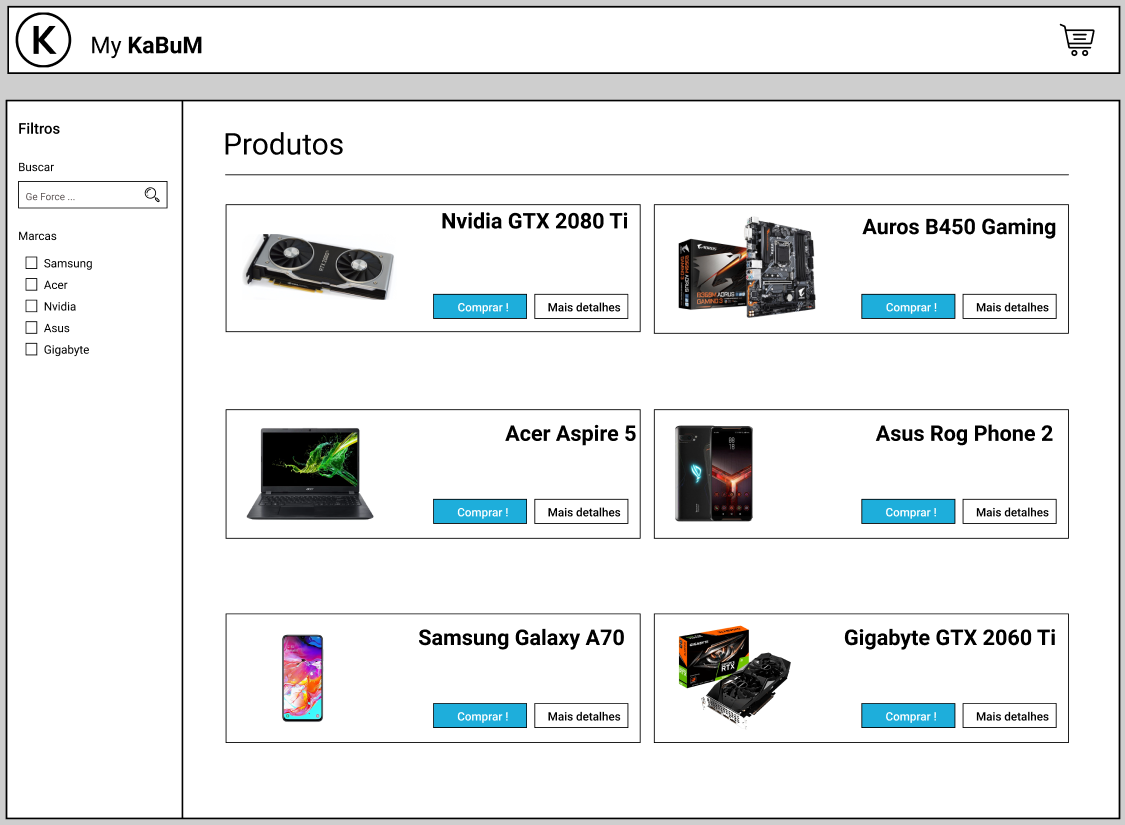 K
My KaBuM
Filtros
Buscar
Ge Force ...
Marcas
Samsung
Acer
Nvidia
Asus
Gigabyte
Produtos
Nvidia GTX 2080 Ti
Comprar !
Mais detalhes
Auros B450 Gaming
Comprar !
Mais detalhes
Acer Aspire 5
Comprar !
Mais detalhes
Asus Rog Phone 2
Comprar !
Mais detalhes
Samsung Galaxy A70
Comprar !
Mais detalhes
Gigabyte GTX 2060 Ti
RTX
Comprar !
Mais detalhes